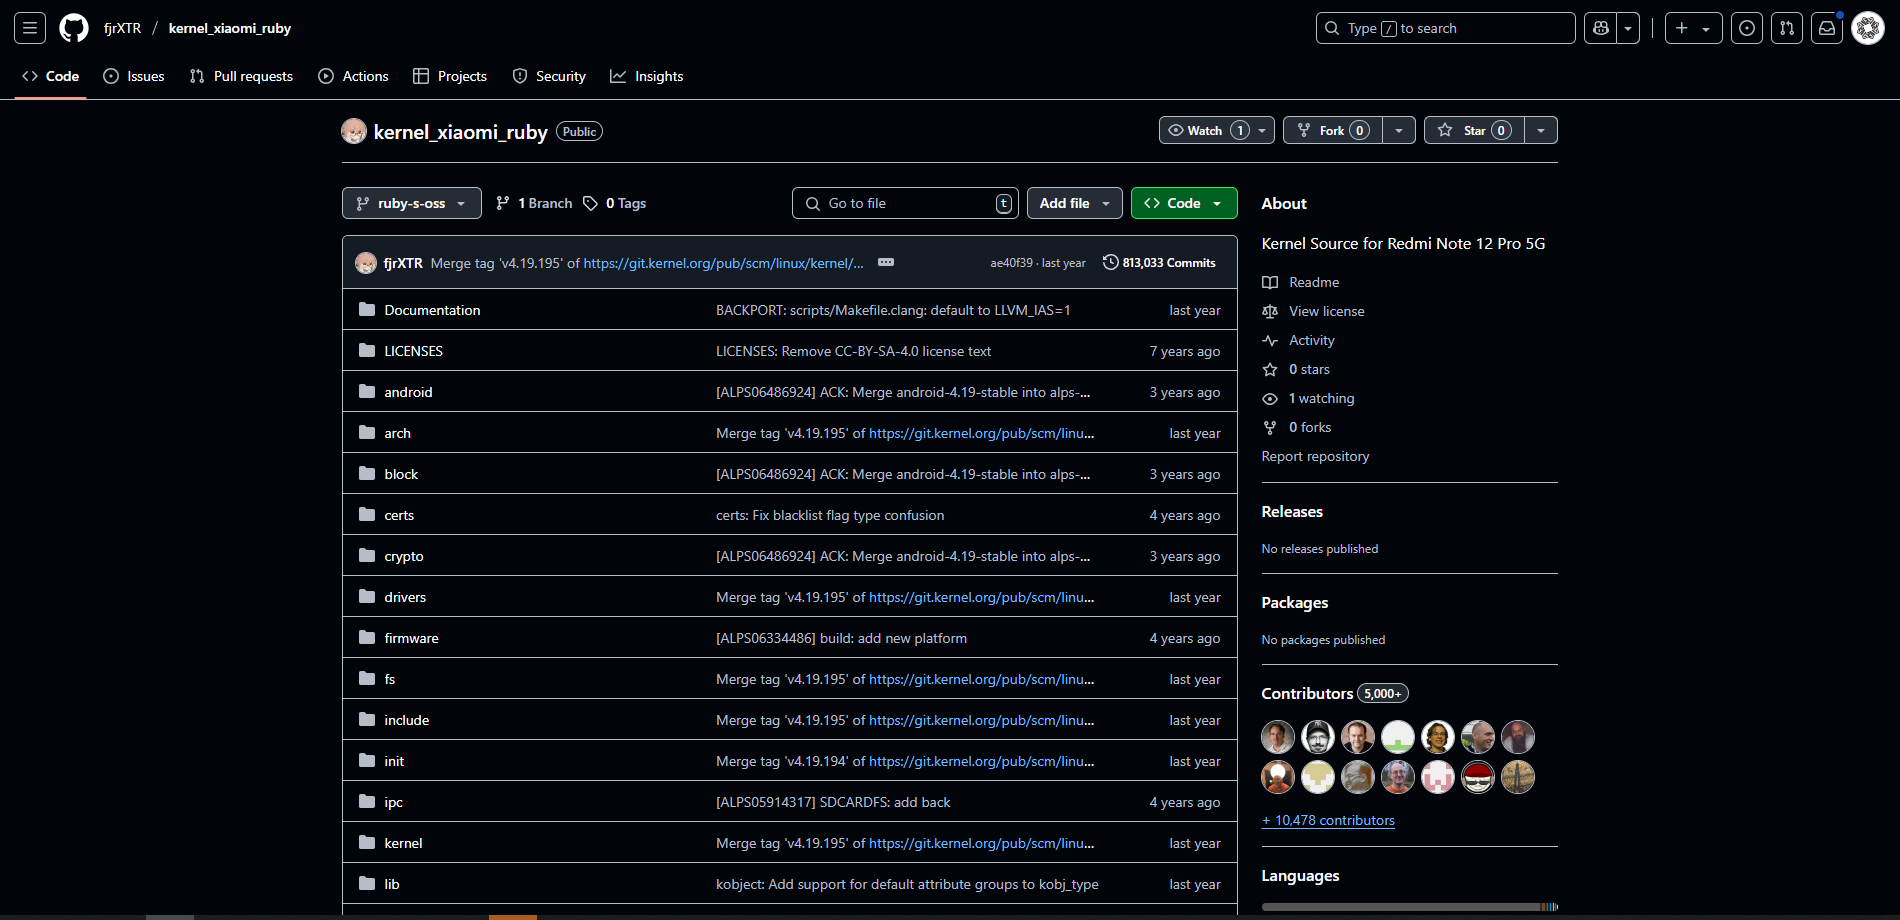 fjrXTR / kernel_xiaomi_ruby
Type / to search
Code Issues Pull requests Actions Projects Security Insights
kernel_xiaomi_ruby Public
Watch 1 Fork 0 Star 0
ruby-s-oss 1 Branch 0 Tags
Go to file t Add file Code
fjrXTR Merge tag 'v4.19.195' of https://git.kernel.org/pub/scm/linux/kernel/... ae40f39 · last year 813,033 Commits
Documentation BACKPORT: scripts/Makefile.clang: default to LLVM_IAS=1 last year
LICENSES LICENSES: Remove CC-BY-SA-4.0 license text 7 years ago
android [ALPS06486924] ACK: Merge android-4.19-stable into alps-... 3 years ago
arch Merge tag 'v4.19.195' of https://git.kernel.org/pub/scm/linu... last year
block [ALPS06486924] ACK: Merge android-4.19-stable into alps-... 3 years ago
certs certs: Fix blacklist flag type confusion 4 years ago
crypto [ALPS06486924] ACK: Merge android-4.19-stable into alps-... 3 years ago
drivers Merge tag 'v4.19.195' of https://git.kernel.org/pub/scm/linu... last year
firmware [ALPS06334486] build: add new platform 4 years ago
fs Merge tag 'v4.19.195' of https://git.kernel.org/pub/scm/linu... last year
include Merge tag 'v4.19.195' of https://git.kernel.org/pub/scm/linu... last year
init Merge tag 'v4.19.194' of https://git.kernel.org/pub/scm/linu... last year
ipc [ALPS05914317] SDCARDFS: add back 4 years ago
kernel Merge tag 'v4.19.195' of https://git.kernel.org/pub/scm/linu... last year
lib kobject: Add support for default attribute groups to kobj_type last year
About
Kernel Source for Redmi Note 12 Pro 5G
Readme
View license
Activity
0 stars
1 watching
0 forks
Report repository
Releases
No releases published
Packages
No packages published
Contributors 5,000+
+ 10,478 contributors
Languages